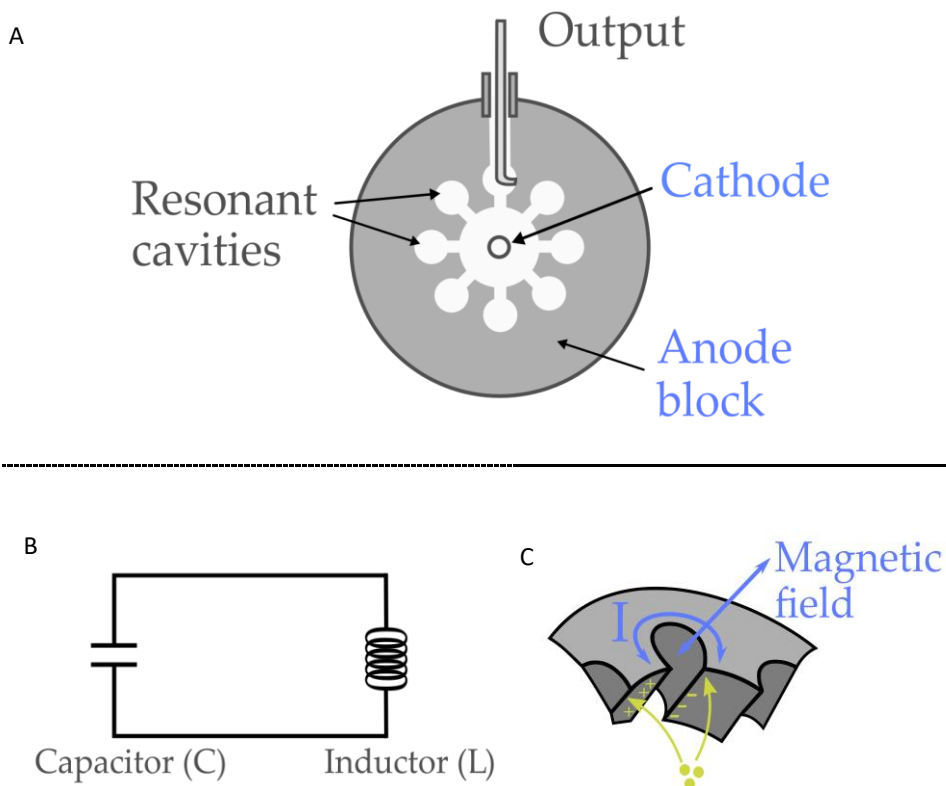 A
Output
Resonant
cavities
Cathode
Anode
block
B
Capacitor (C)
Inductor (L)
C
Magnetic
field
I
+
+
+
+
-
-
-
-